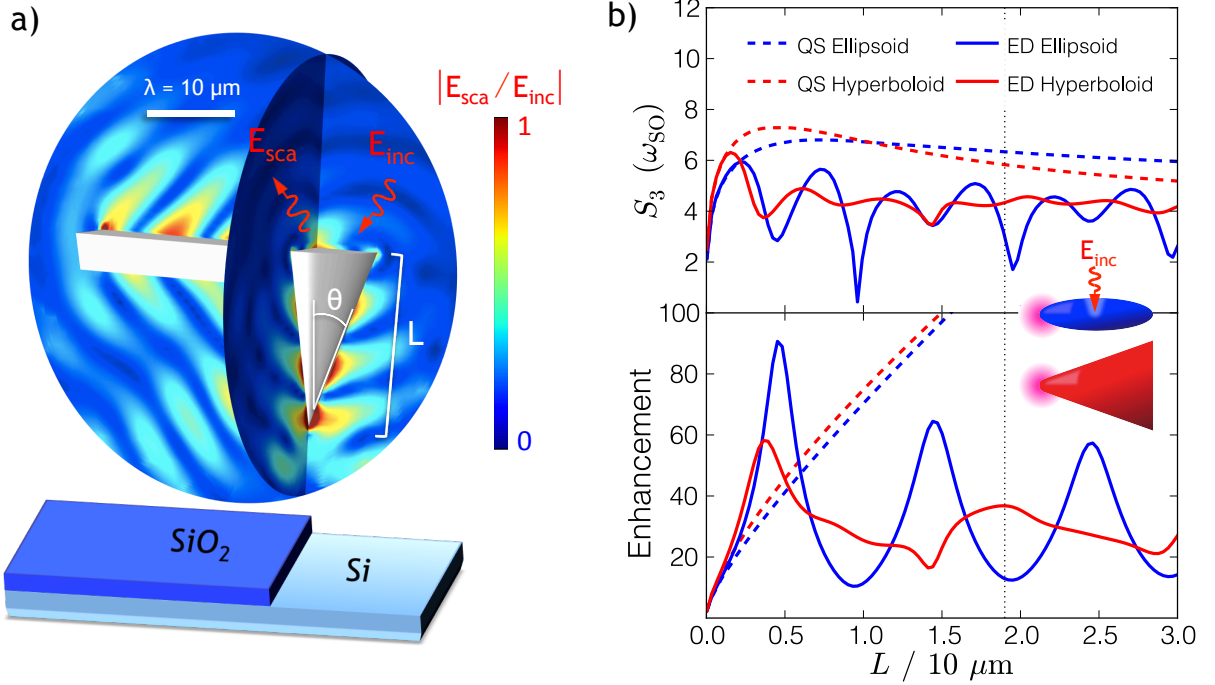 a)
λ = 10 μm
|E_sca / E_inc|
1
0
E_sca
E_inc
θ
L
SiO₂
Si
b)
12
10
8
6
4
2
S₃ (ω_SO)
QS Ellipsoid
ED Ellipsoid
QS Hyperboloid
ED Hyperboloid
E_inc
100
80
60
40
20
Enhancement
0.0 0.5 1.0 1.5 2.0 2.5 3.0
L / 10 μm